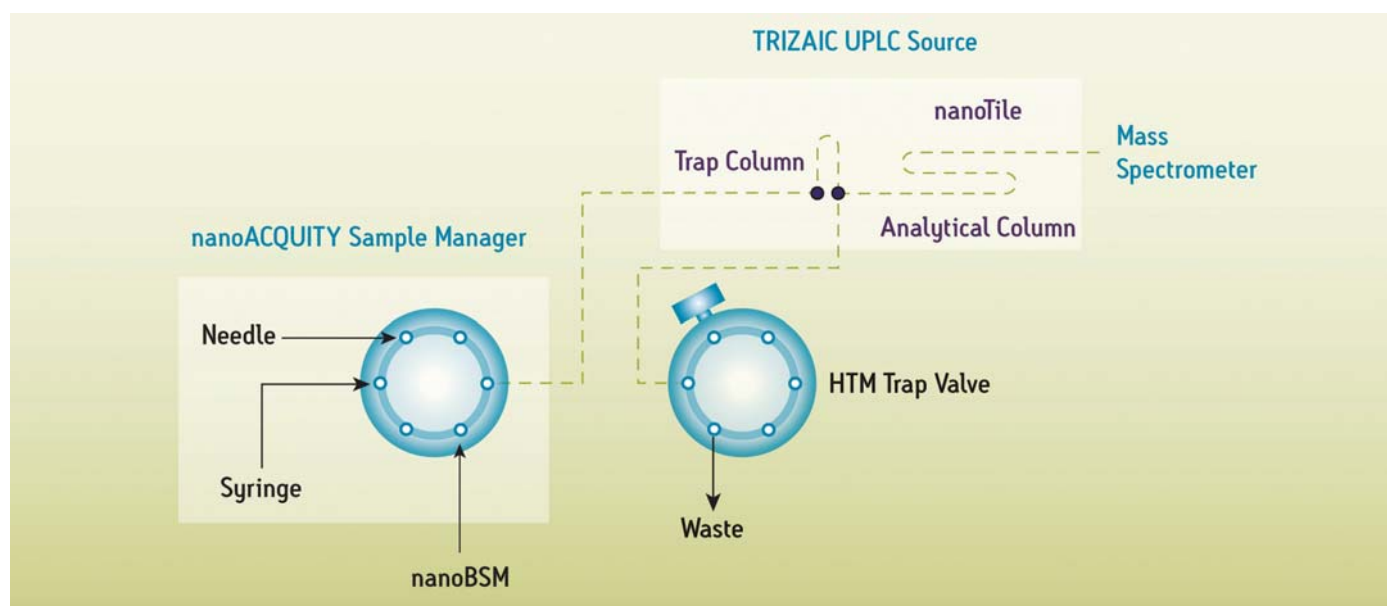 TRIZAIC UPLC Source
nanoTile
Mass
Spectrometer
Trap Column
Analytical Column
nanoACQUITY Sample Manager
Needle
HTM Trap Valve
Syringe
Waste
nanoBSM